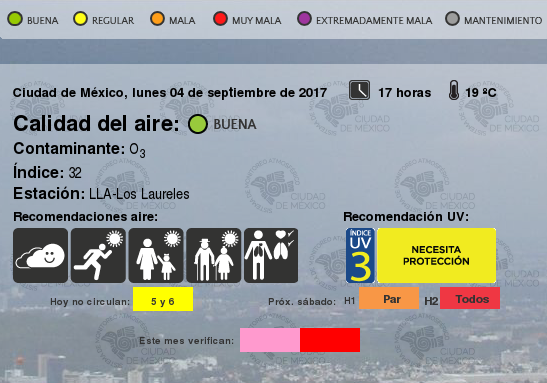 BUENA REGULAR MALA MUY MALA EXTREMADAMENTE MALA MANTENIMIENTO
Ciudad de México, lunes 04 de septiembre de 2017 17 horas 19 ºC
Calidad del aire: BUENA
Contaminante: O3
Índice: 32
Estación: LLA-Los Laureles
Recomendaciones aire: Recomendación UV:
ÍNDICE
UV
3
NECESITA
PROTECCIÓN
Hoy no circulan: 5 y 6 Próx. sábado: H1 Par H2 Todos
Este mes verifican:
MONITOREO ATMOSFÉRICO
CIUDAD
DE MÉXICO